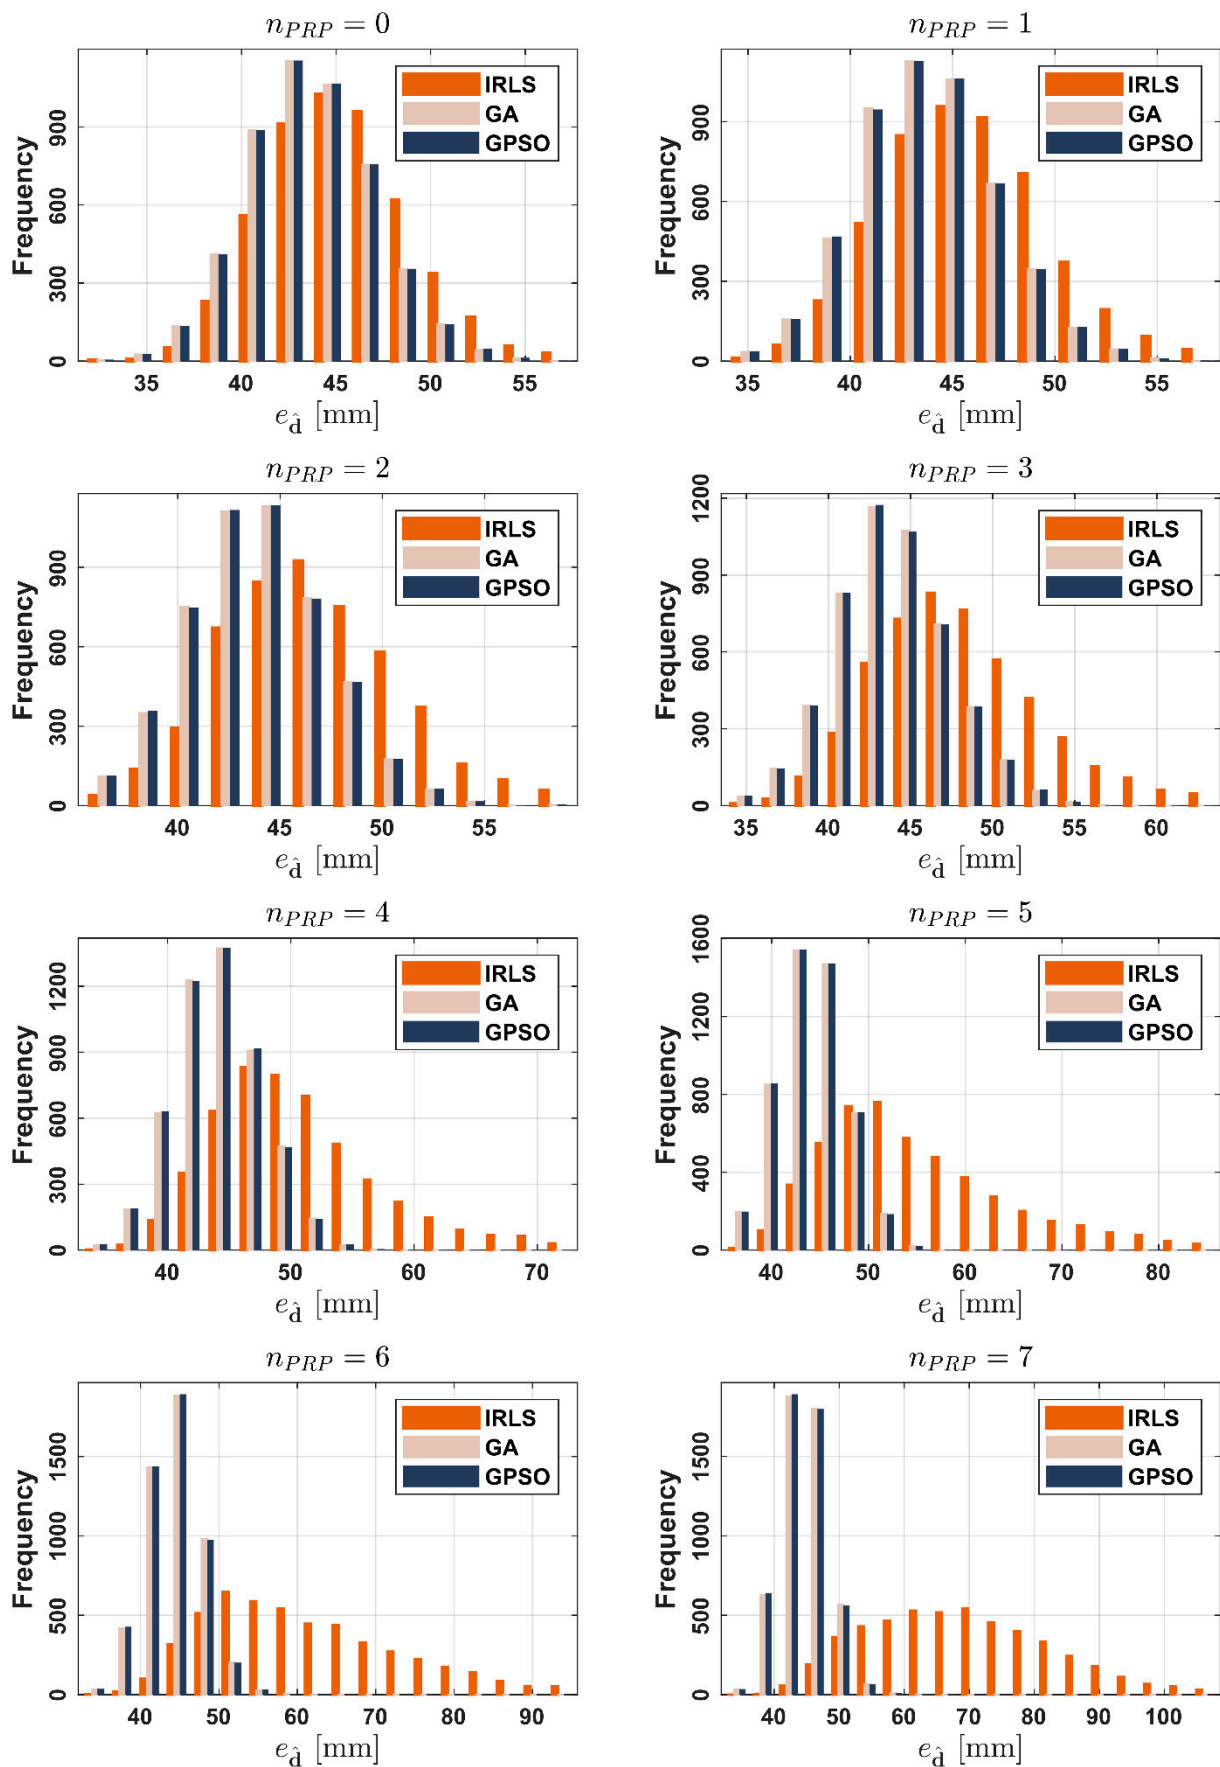 n_PRP = 0
900
600
300
0
Frequency
IRLS
GA
GPSO
35 40 45 50 55
e_d̂ [mm]
n_PRP = 1
900
600
300
0
Frequency
IRLS
GA
GPSO
35 40 45 50 55
e_d̂ [mm]
n_PRP = 2
900
600
300
0
Frequency
IRLS
GA
GPSO
40 45 50 55
e_d̂ [mm]
n_PRP = 3
1200
900
600
300
0
Frequency
IRLS
GA
GPSO
35 40 45 50 55 60
e_d̂ [mm]
n_PRP = 4
1200
900
600
300
0
Frequency
IRLS
GA
GPSO
40 50 60 70
e_d̂ [mm]
n_PRP = 5
1600
1200
800
400
0
Frequency
IRLS
GA
GPSO
40 50 60 70 80
e_d̂ [mm]
n_PRP = 6
1500
1000
500
0
Frequency
IRLS
GA
GPSO
40 50 60 70 80 90
e_d̂ [mm]
n_PRP = 7
1500
1000
500
0
Frequency
IRLS
GA
GPSO
40 50 60 70 80 90 100
e_d̂ [mm]